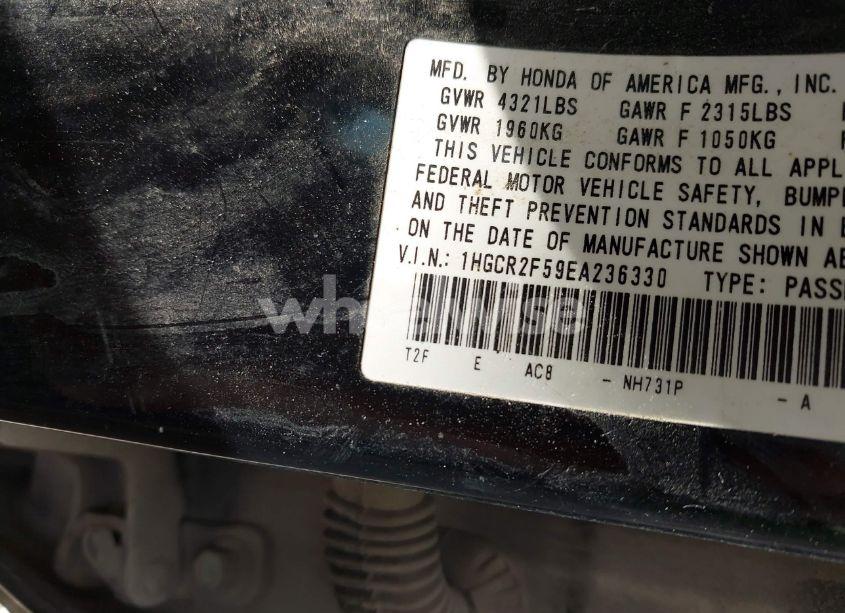 MFD. BY HONDA OF AMERICA MFG., INC.
GVWR 4321LBS GAWR F 2315LBS
GVWR 1960KG GAWR F 1050KG
THIS VEHICLE CONFORMS TO ALL APPL
FEDERAL MOTOR VEHICLE SAFETY, BUMP
AND THEFT PREVENTION STANDARDS IN
ON THE DATE OF MANUFACTURE SHOWN AB
V.I.N.: 1HGCR2F59EA236330 TYPE: PASS
T2F E AC8 - NH731P - A